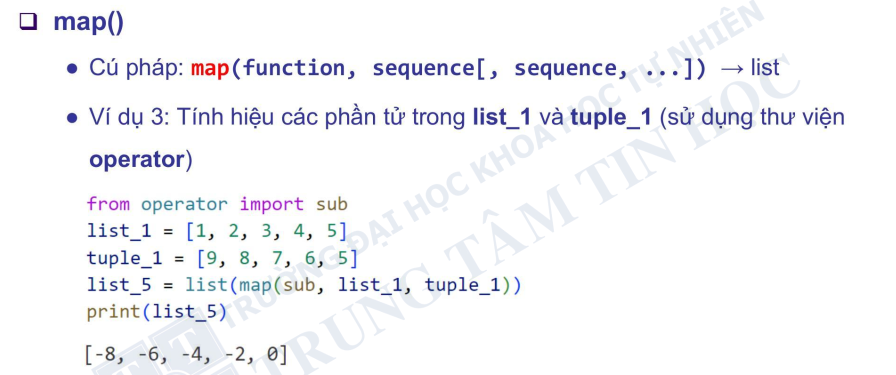 map()
Cú pháp: map(function, sequence[, sequence, ...]) → list
Ví dụ 3: Tính hiệu các phần tử trong list_1 và tuple_1 (sử dụng thư viện
operator)
from operator import sub
list_1 = [1, 2, 3, 4, 5]
tuple_1 = [9, 8, 7, 6, 5]
list_5 = list(map(sub, list_1, tuple_1))
print(list_5)
[-8, -6, -4, -2, 0]
TRƯỜNG ĐẠI HỌC KHOA HỌC TỰ NHIÊN
TRUNG TÂM TIN HỌC